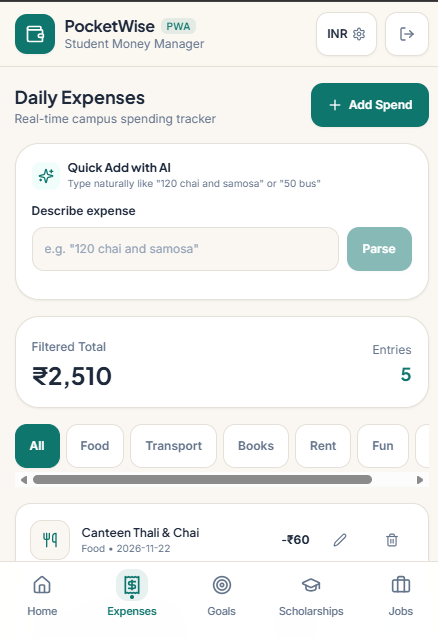 PocketWise PWA
Student Money Manager
INR
Daily Expenses
Real-time campus spending tracker
+ Add Spend
Quick Add with AI
Type naturally like "120 chai and samosa" or "50 bus"
Describe expense
e.g. "120 chai and samosa"
Parse
Filtered Total
Entries
₹2,510
5
All Food Transport Books Rent Fun
Canteen Thali & Chai
Food • 2026-11-22
-₹60
Home Expenses Goals Scholarships Jobs